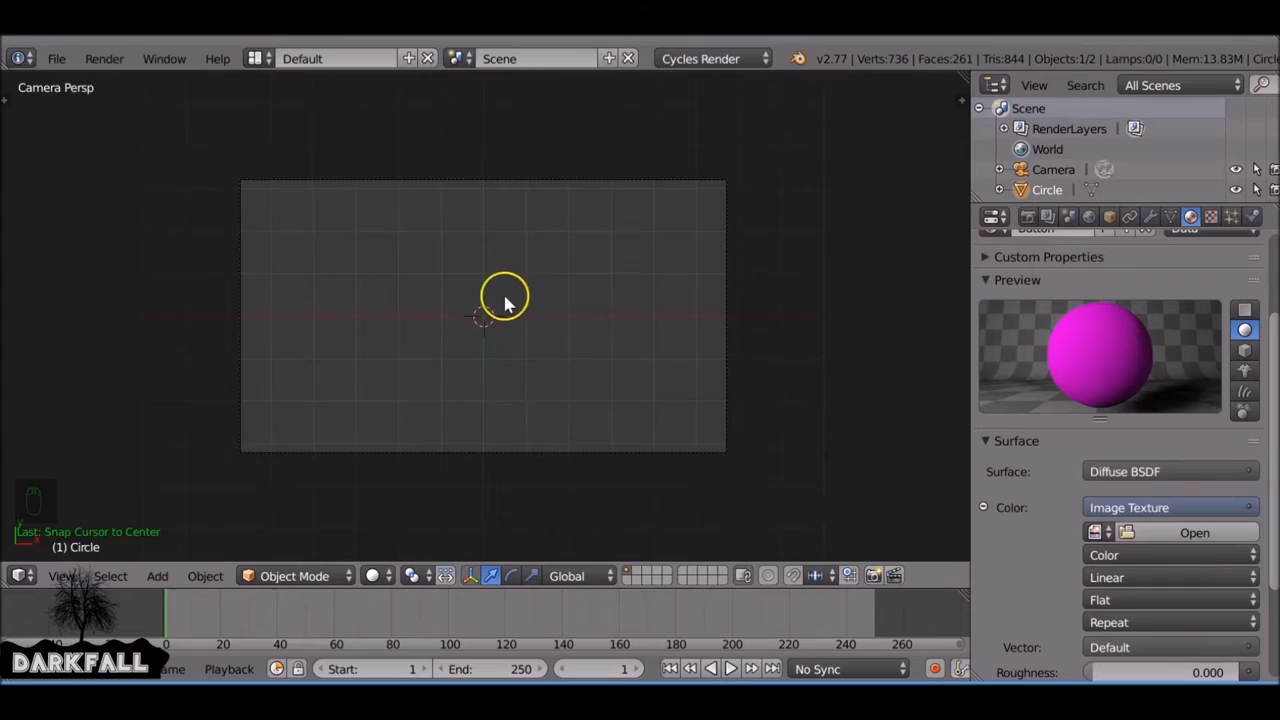 File Render Window Help Default Scene Cycles Render v2.77 | Verts:736 | Faces:261 | Tris:844 | Objects:1/2 | Lamps:0/0 | Mem:13.83M | Circle
Camera Persp
View Search All Scenes
Scene
RenderLayers
World
Camera
Circle
Button Data
Custom Properties
Preview
Surface
Surface: Diffuse BSDF
Color: Image Texture
Open
Color
Linear
Flat
Repeat
Vector: Default
Roughness: 0.000
Last: Snap Cursor to Center
(1) Circle
View Select Add Object Object Mode Global
0 20 40 60 80 100 120 140 160 180 200 220 240 260
Playback Start: 1 End: 250 1 No Sync
DARKFALL